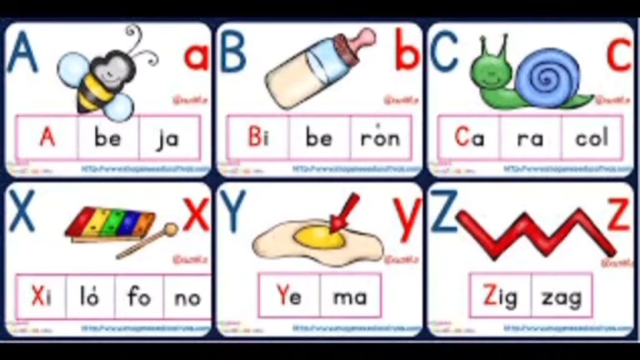 A a B b C c
A be ja Bi be rón Ca ra col
X x Y y Z z
Xi ló fo no Ye ma Zig zag